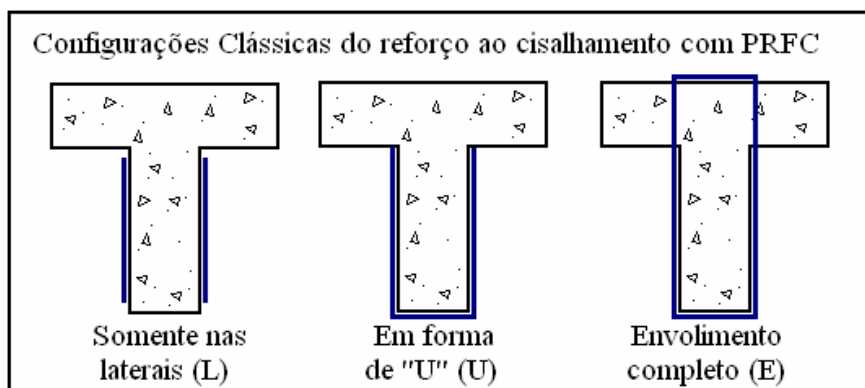 Configurações Clássicas do reforço ao cisalhamento com PRFC
Somente nas
laterais (L)
Em forma
de "U" (U)
Envolimento
completo (E)